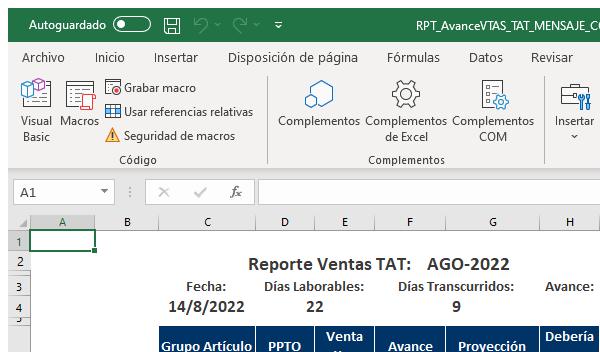 Autoguardado
RPT_AvanceVTAS_TAT_MENSAJE_CO
Archivo Inicio Insertar Disposición de página Fórmulas Datos Revisar
Visual Basic
Macros
Grabar macro
Usar referencias relativas
Seguridad de macros
Código
Complementos
Complementos de Excel
Complementos COM
Complementos
Insertar
A1
fx
A B C D E F G H
1
2 Reporte Ventas TAT: AGO-2022
3 Fecha: Días Laborables: Días Transcurridos: Avance:
4 14/8/2022 22 9
5
Grupo Artículo PPTO Venta Avance Proyección Debería